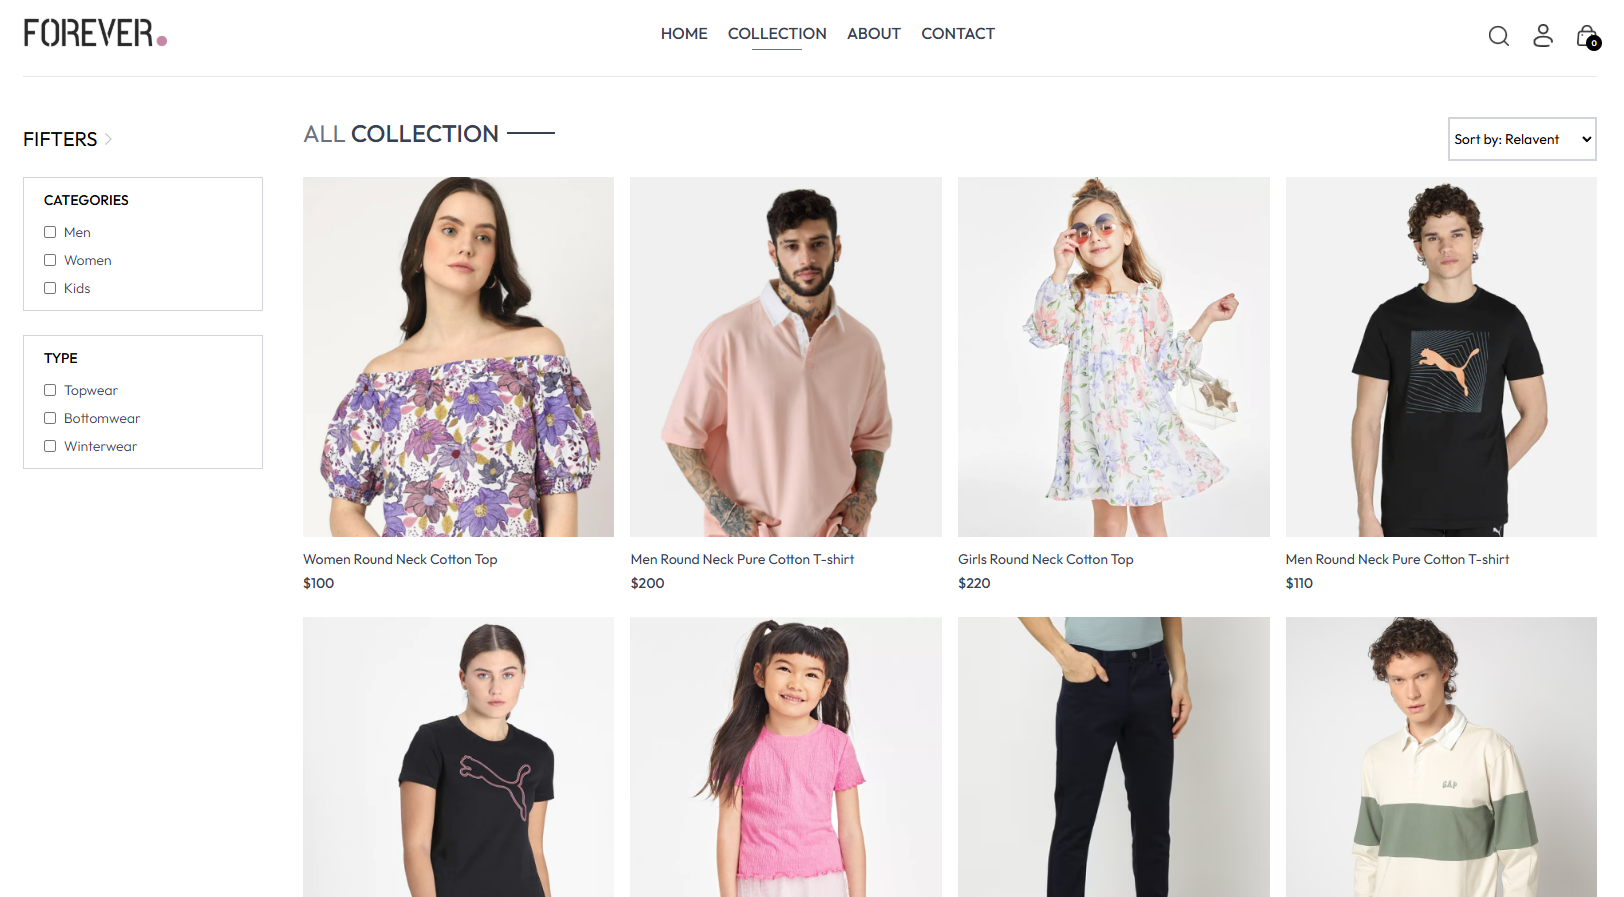 FOREVER.
HOME COLLECTION ABOUT CONTACT
0
FIFTERS
ALL COLLECTION
Sort by: Relavent
CATEGORIES
Men
Women
Kids
TYPE
Topwear
Bottomwear
Winterwear
Women Round Neck Cotton Top
$100
Men Round Neck Pure Cotton T-shirt
$200
Girls Round Neck Cotton Top
$220
Men Round Neck Pure Cotton T-shirt
$110
GAP